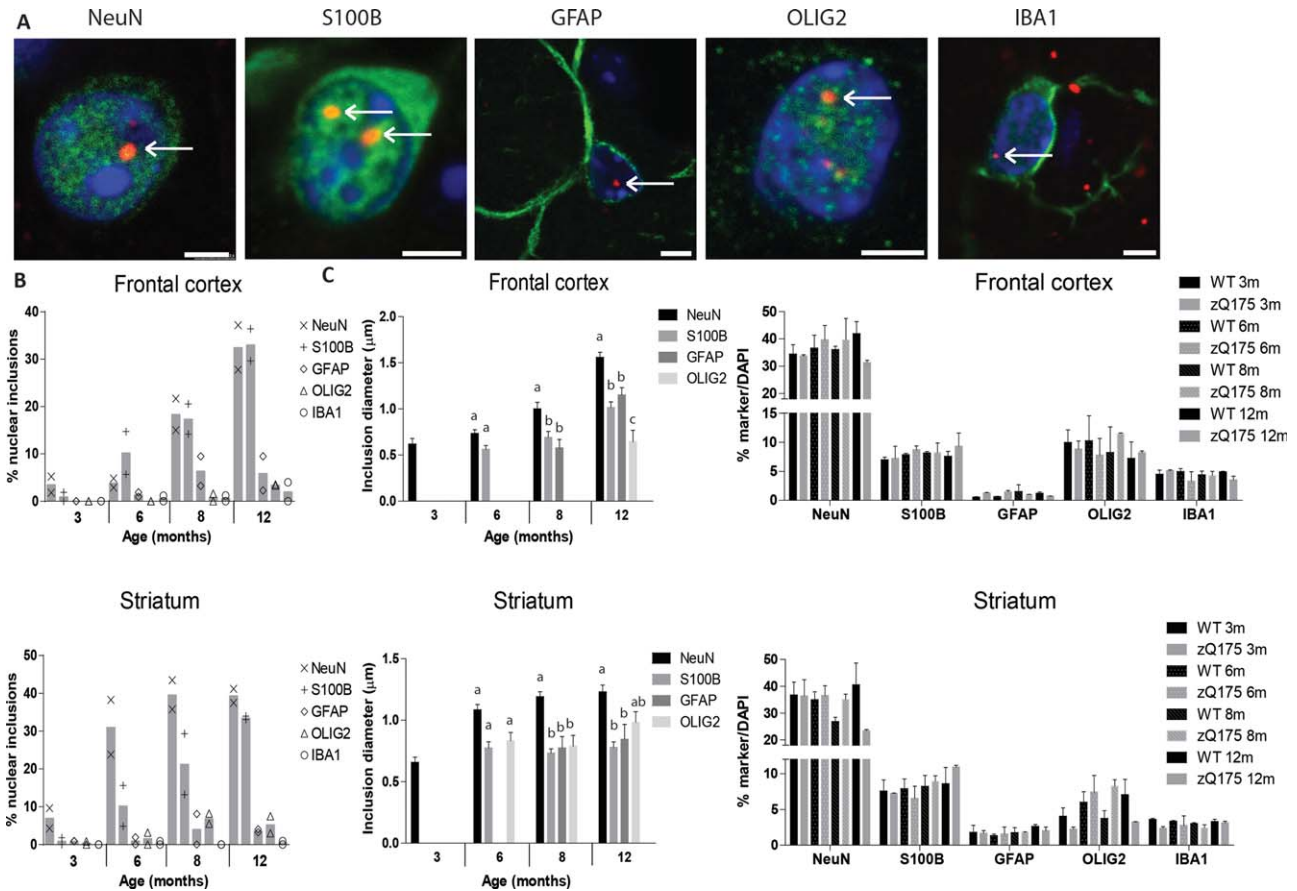 A
NeuN
S100B
GFAP
OLIG2
IBA1
B
Frontal cortex
% nuclear inclusions
40
30
20
10
0
3
6
8
12
Age (months)
NeuN
S100B
GFAP
OLIG2
IBA1
C
Frontal cortex
Inclusion diameter (μm)
2.0
1.5
1.0
0.5
0.0
a
a
a
a
b
b
a
b
b
c
3
6
8
12
Age (months)
NeuN
S100B
GFAP
OLIG2
Frontal cortex
% marker/DAPI
50
40
30
20
15
10
5
0
NeuN
S100B
GFAP
OLIG2
IBA1
WT 3m
zQ175 3m
WT 6m
zQ175 6m
WT 8m
zQ175 8m
WT 12m
zQ175 12m
Striatum
% nuclear inclusions
50
40
30
20
10
0
3
6
8
12
Age (months)
NeuN
S100B
GFAP
OLIG2
IBA1
Striatum
Inclusion diameter (μm)
1.5
1.0
0.5
0.0
a
a
a
a
b
b
b
a
b
b
ab
3
6
8
12
Age (months)
NeuN
S100B
GFAP
OLIG2
Striatum
% marker/DAPI
50
40
30
20
10
5
0
NeuN
S100B
GFAP
OLIG2
IBA1
WT 3m
zQ175 3m
WT 6m
zQ175 6m
WT 8m
zQ175 8m
WT 12m
zQ175 12m